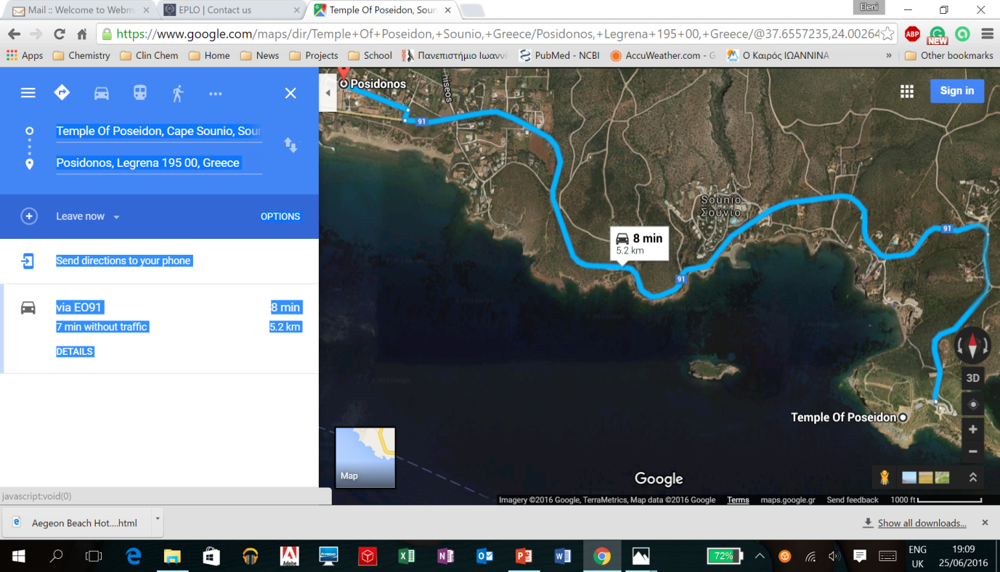 Mail :: Welcome to Webm
EPLO | Contact us
Temple Of Poseidon, Soun
Eleni
https://www.google.com/maps/dir/Temple+Of+Poseidon,+Sounio,+Greece/Posidonos,+Legrena+195+00,+Greece/@37.6557235,24.00264
ABP
NEW
Apps
Chemistry
Clin Chem
Home
News
Projects
School
Πανεπιστήμιο Ιωαννί
PubMed - NCBI
AccuWeather.com - G
Ο Καιρός ΙΩΑΝΝΙΝΑ
»
Other bookmarks
Temple Of Poseidon, Cape Sounio, Soun
Posidonos, Legrena 195 00, Greece
Leave now
OPTIONS
Send directions to your phone
via EO91
8 min
7 min without traffic
5.2 km
DETAILS
Posidonos
niseos
Sign in
91
Sounio
Σούνιο
8 min
5.2 km
91
91
Temple Of Poseidon
3D
+
−
Map
Google
Imagery ©2016 Google, TerraMetrics, Map data ©2016 Google
Terms
maps.google.gr
Send feedback
1000 ft
javascript:void(0)
Aegeon Beach Hot....html
Show all downloads...
Adobe
72%
ENG
UK
19:09
25/06/2016